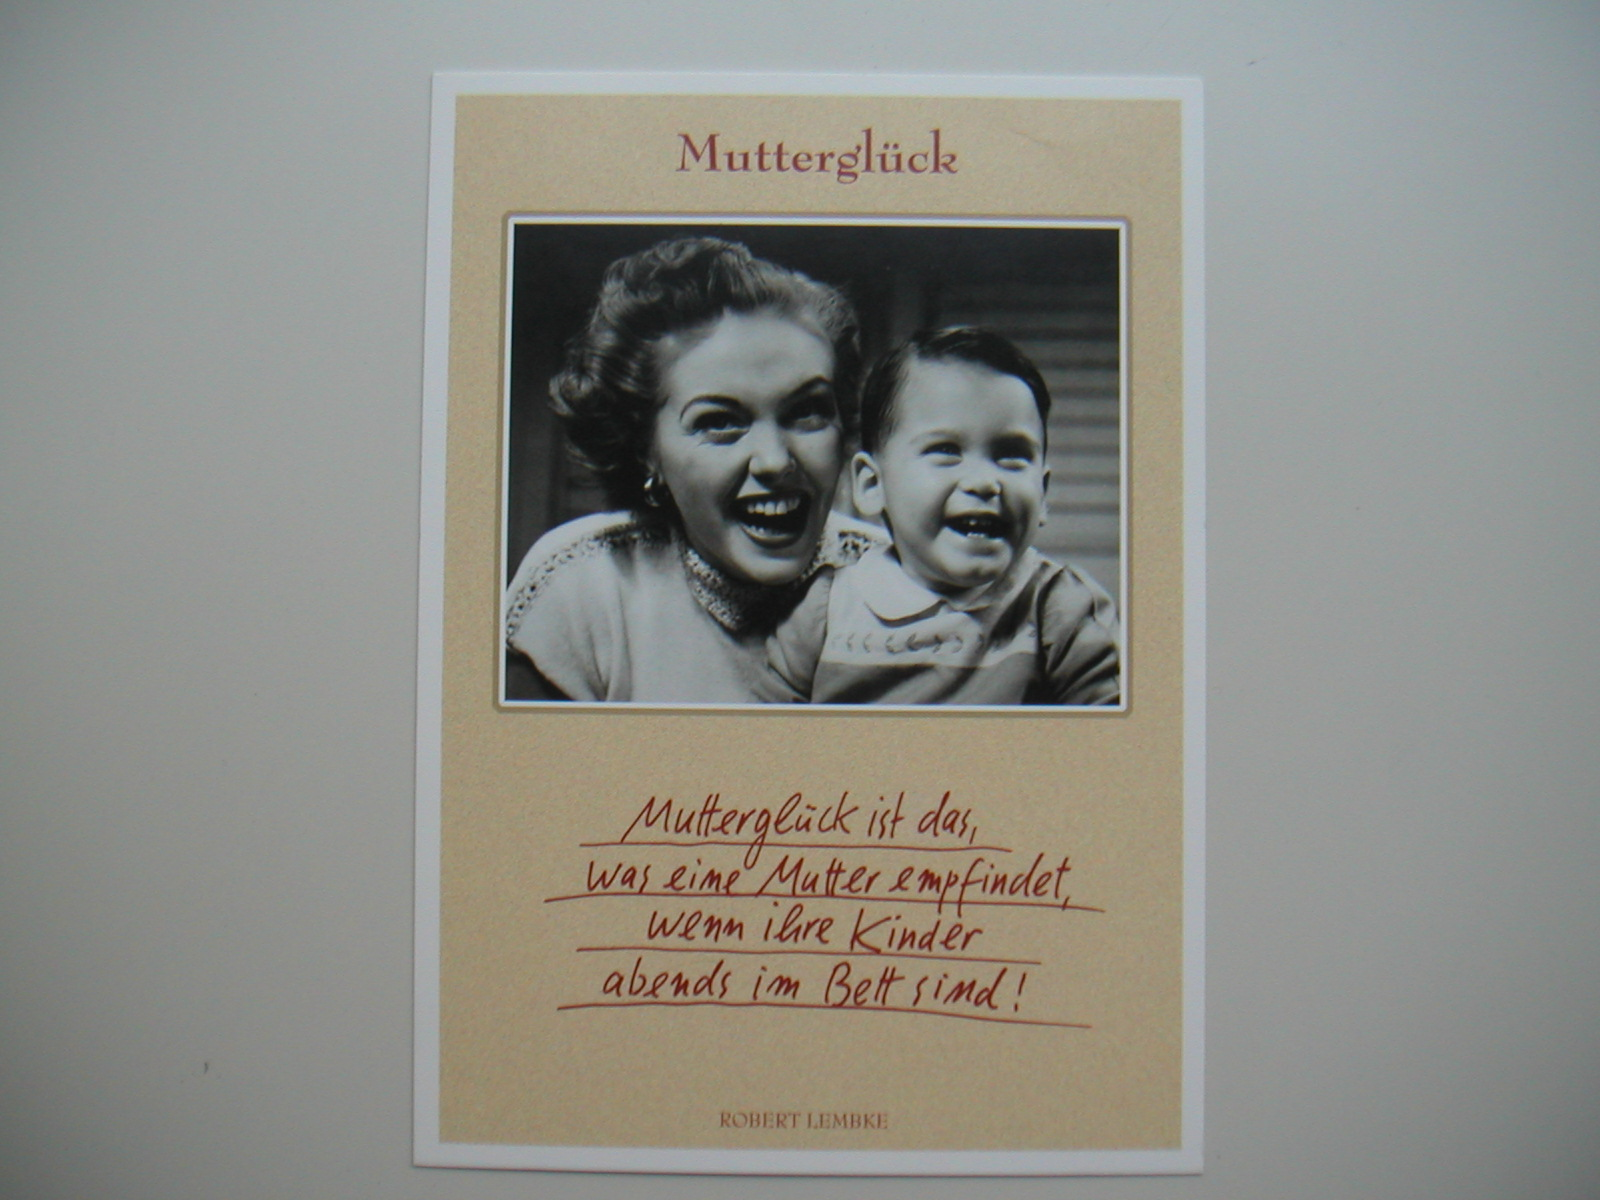 Mutterglück
Mutterglück ist das,
was eine Mutter empfindet,
wenn ihre Kinder
abends im Bett sind!
ROBERT LEMBKE